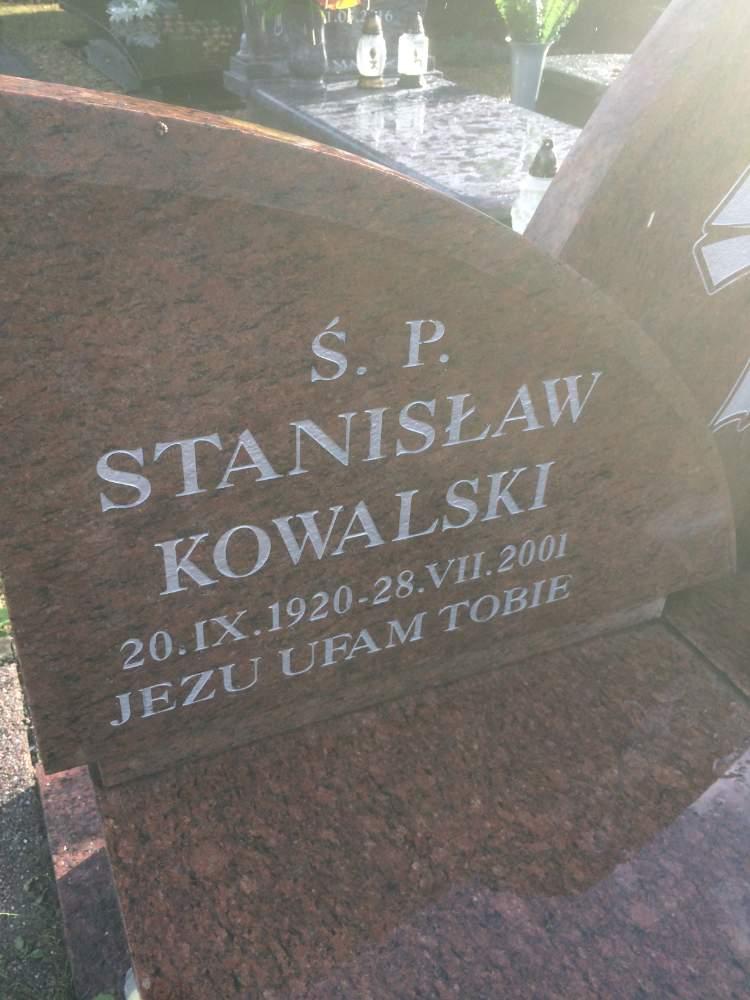 Ś. P.
STANISŁAW
KOWALSKI
20.IX.1920-28.VII.2001
JEZU UFAM TOBIE